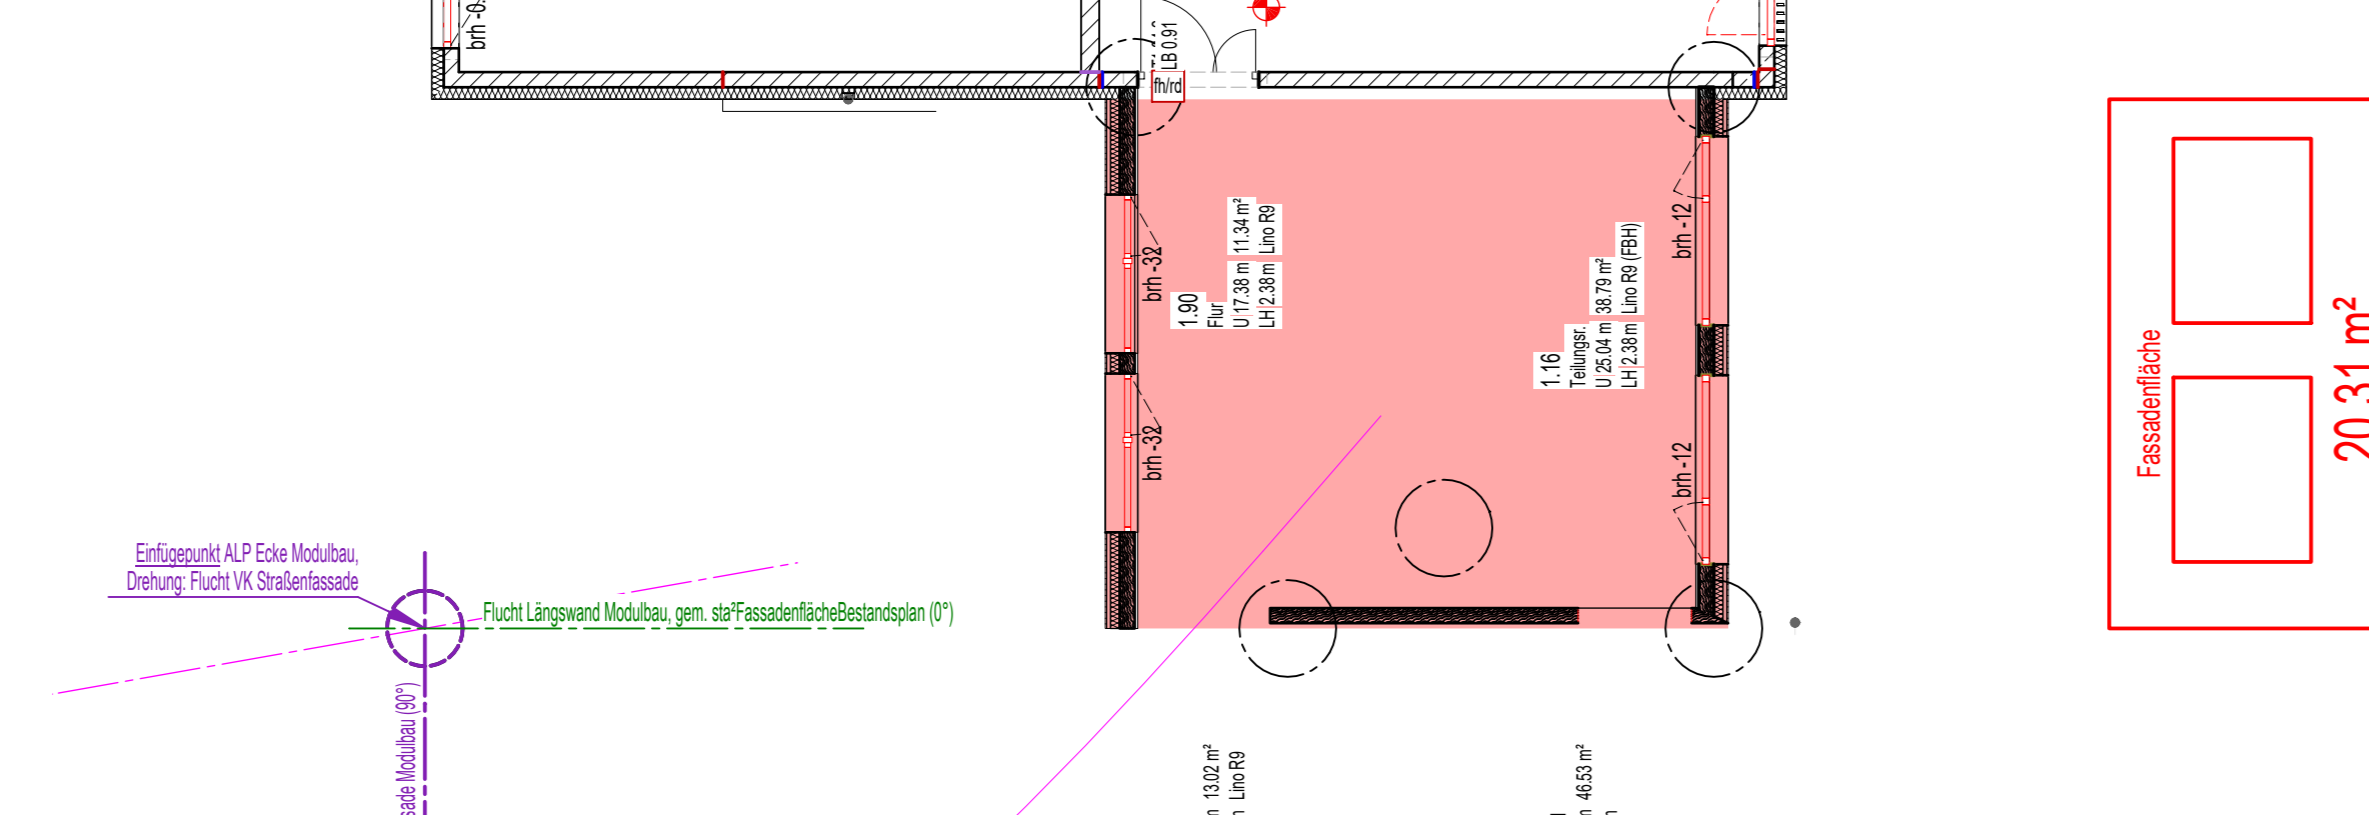 brh -0.
LB 0.91
fh/rd
brh -32
brh -32
1.90
Flur
U 17.38 m 11.34 m²
LH 2.38 m Lino R9
1.16
Teilungsr.
U 25.04 m 38.79 m²
LH 2.38 m Lino R9 (FBH)
brh -12
brh -12
Fassadenfläche
20.31 m²
Einfügepunkt ALP Ecke Modulbau,
Drehung: Flucht VK Straßenfassade
Flucht Längswand Modulbau, gem. sta²FassadenflächeBestandsplan (0°)
sade Modulbau (90°)
m 13.02 m²
Lino R9
46.53 m²